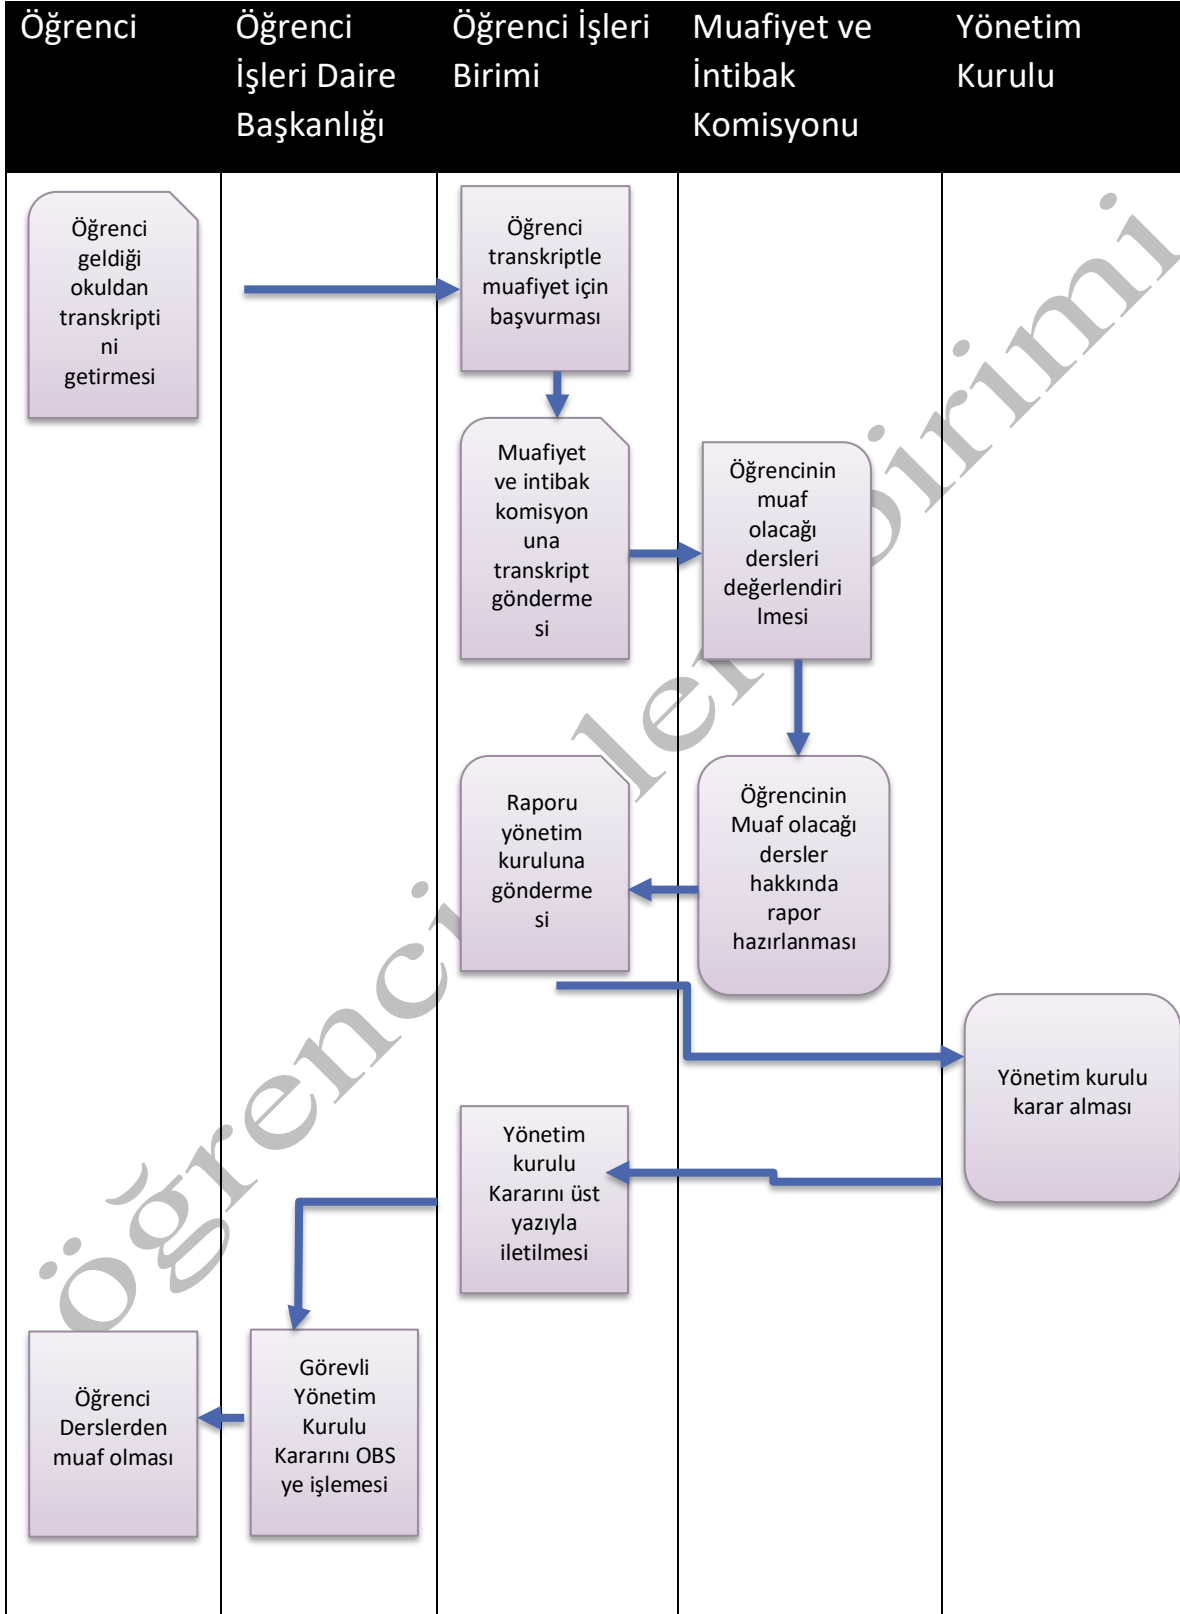 Öğrenci
Öğrenci
İşleri Daire
Başkanlığı
Öğrenci İşleri
Birimi
Muafiyet ve
İntibak
Komisyonu
Yönetim
Kurulu
Öğrenci
geldiği
okuldan
transkripti
ni
getirmesi
Öğrenci
transkriptle
muafiyet için
başvurması
Muafiyet
ve intibak
komisyon
una
transkript
gönderme
si
Öğrencinin
muaf
olacağı
dersleri
değerlendiri
lmesi
Raporu
yönetim
kuruluna
gönderme
si
Öğrencinin
Muaf olacağı
dersler
hakkında
rapor
hazırlanması
Yönetim kurulu
karar alması
Yönetim
kurulu
Kararını üst
yazıyla
iletilmesi
Öğrenci
Derslerden
muaf olması
Görevli
Yönetim
Kurulu
Kararını OBS
ye işlemesi